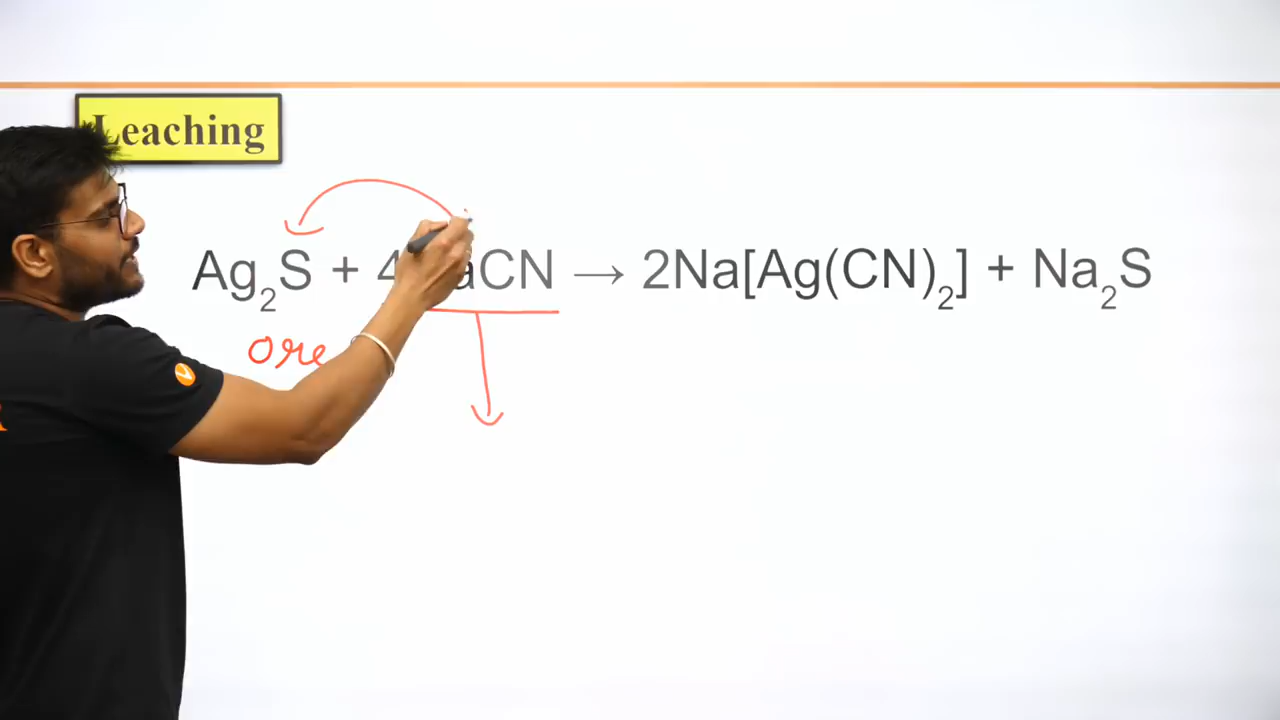 Leaching
Ag₂S + 4 aCN → 2Na[Ag(CN)₂] + Na₂S
ore